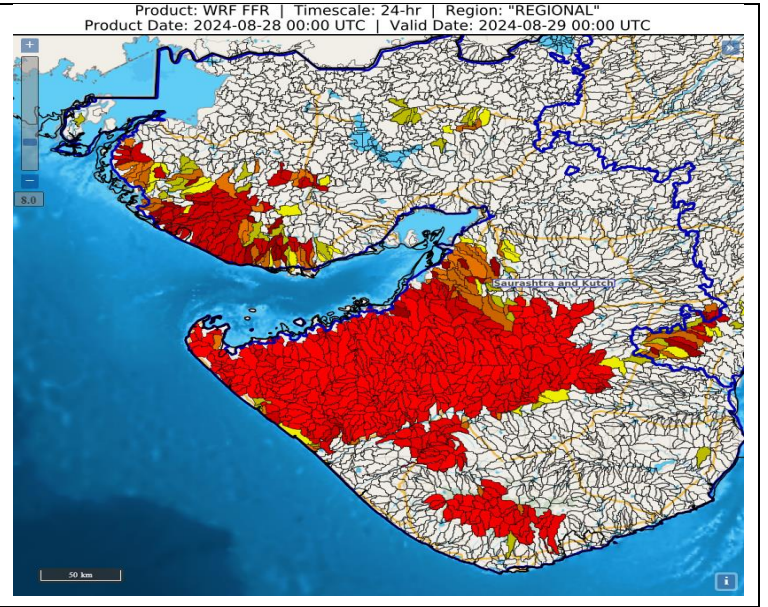 Product: WRF FFR | Timescale: 24-hr | Region: "REGIONAL"
Product Date: 2024-08-28 00:00 UTC | Valid Date: 2024-08-29 00:00 UTC
+
»
−
8.0
Saurashtra and Kutch
50 km
i